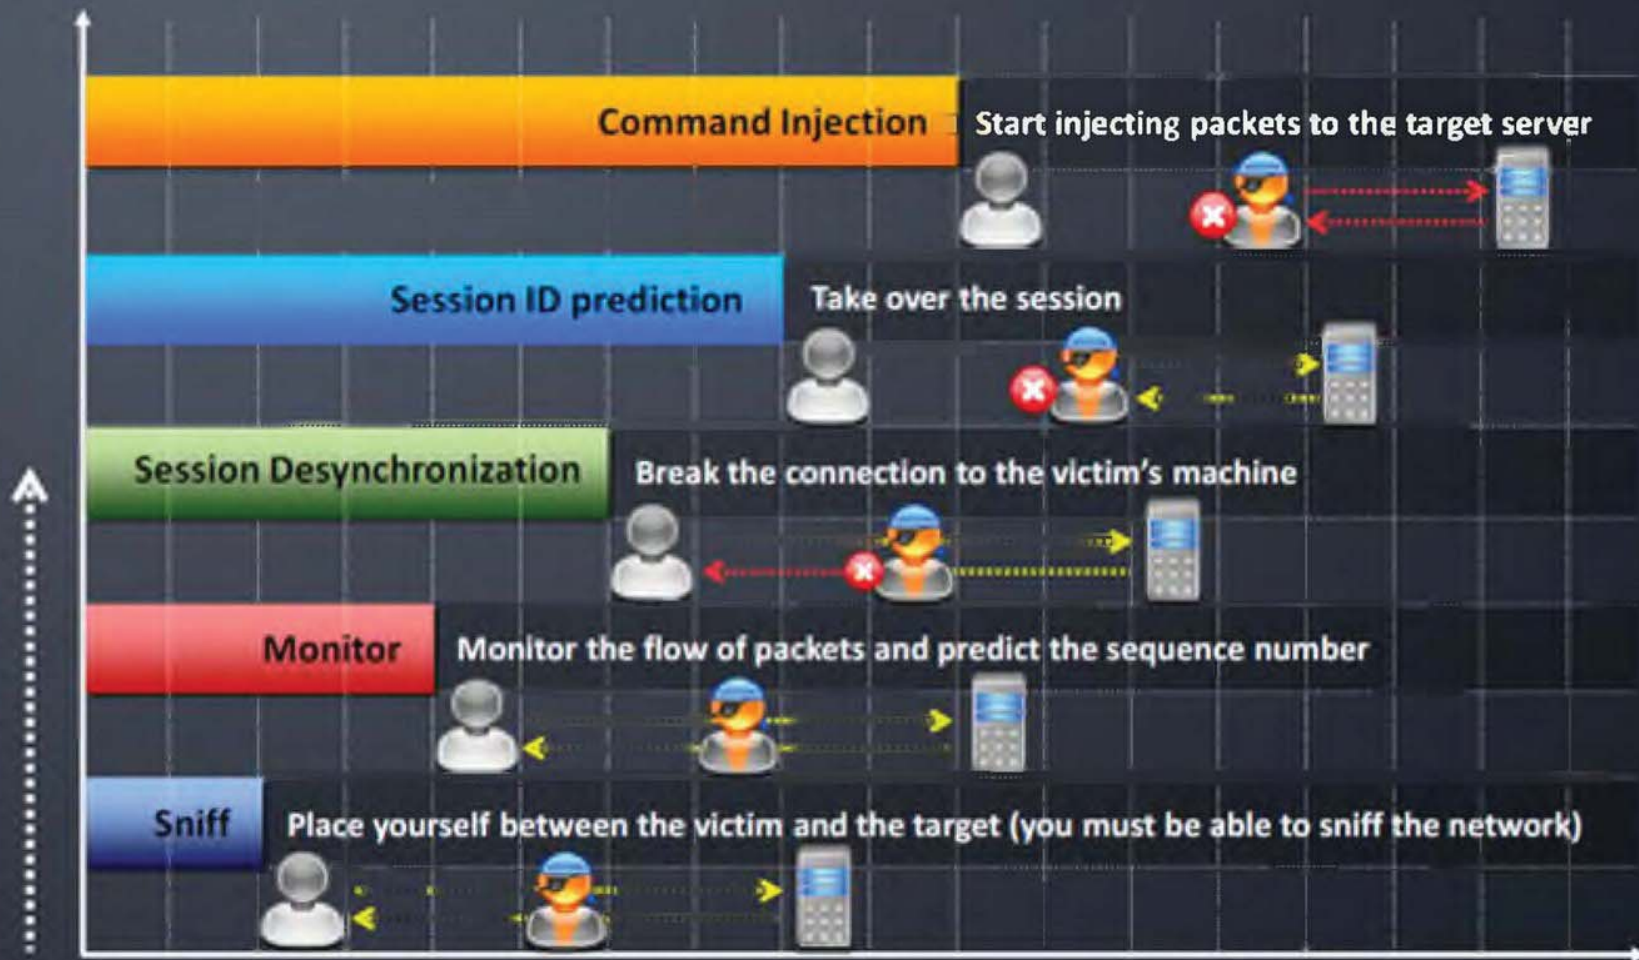 Command Injection
Start injecting packets to the target server
Session ID prediction
Take over the session
Session Desynchronization
Break the connection to the victim's machine
Monitor
Monitor the flow of packets and predict the sequence number
Sniff
Place yourself between the victim and the target (you must be able to sniff the network)